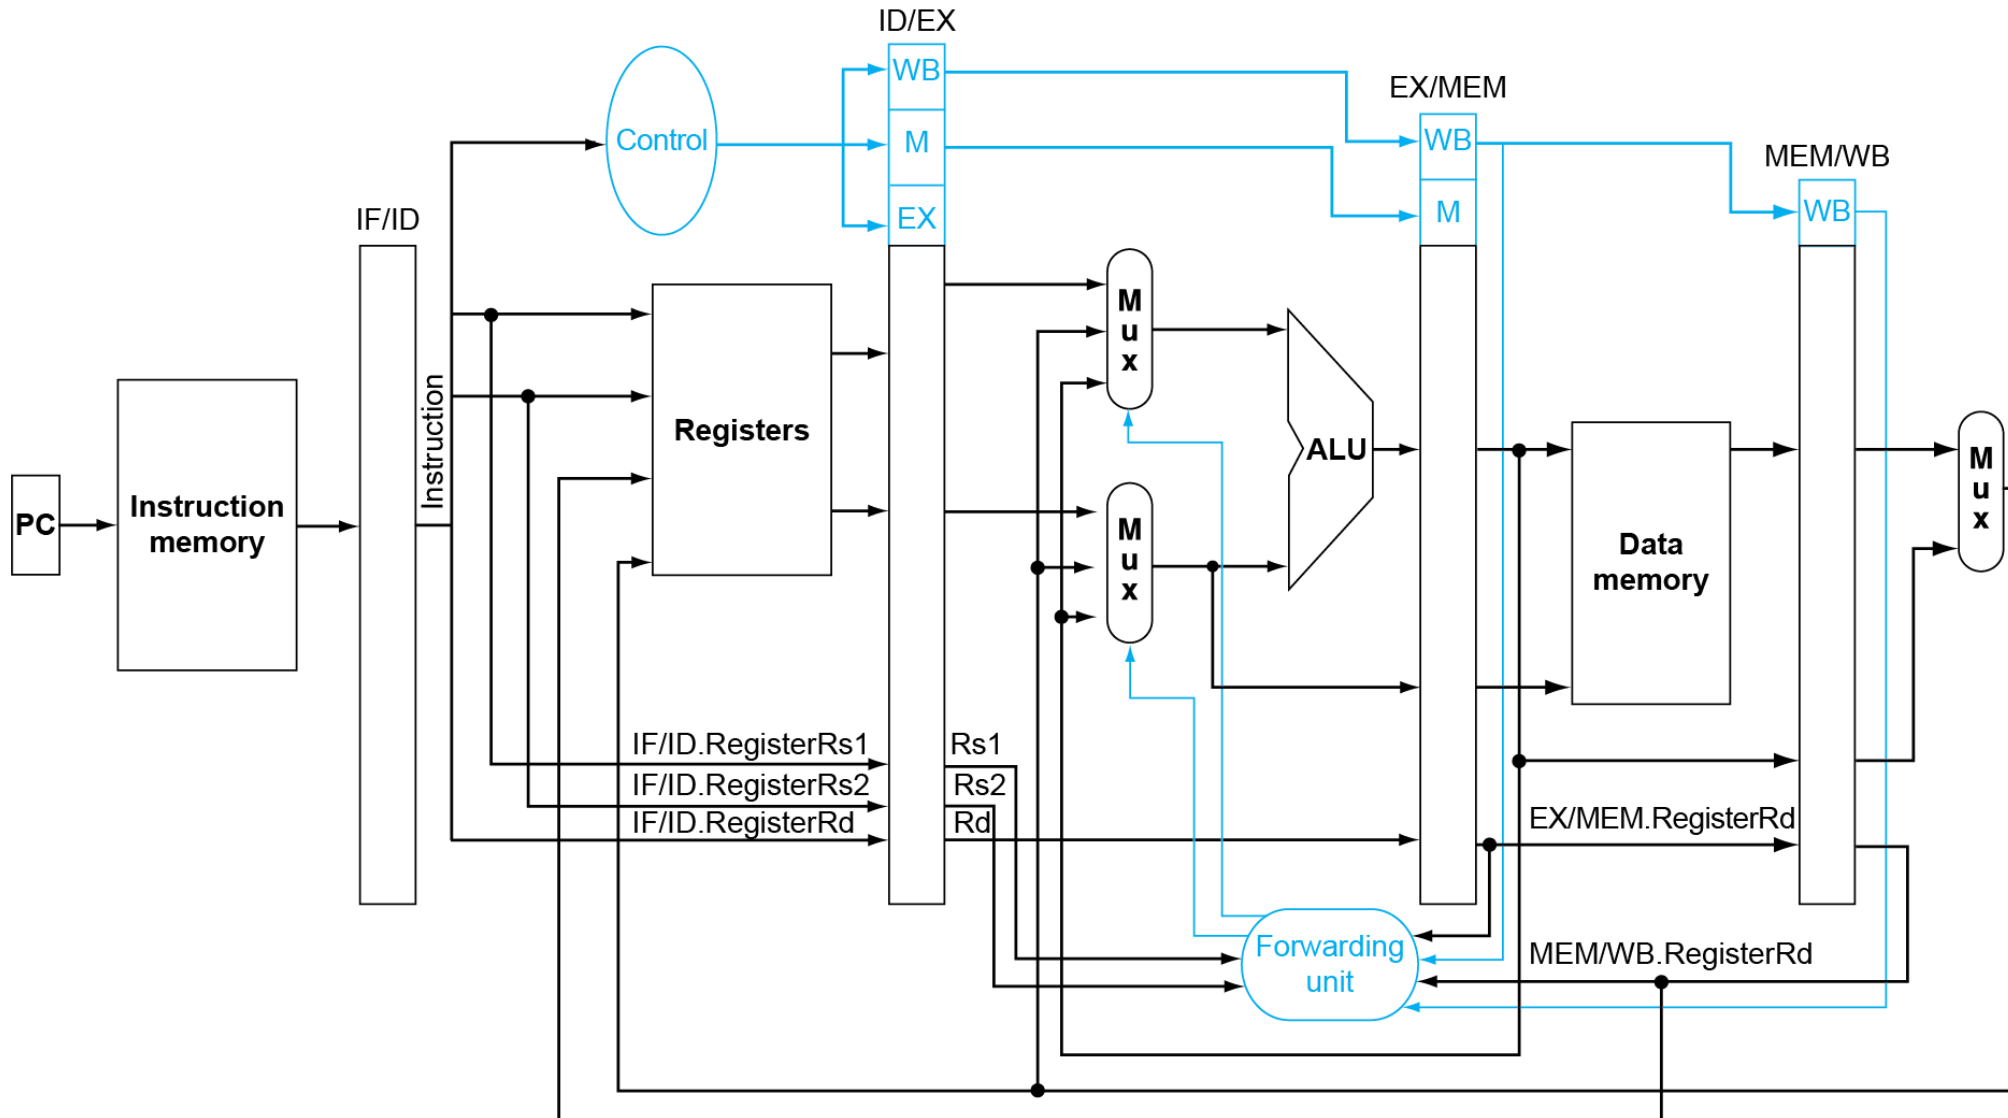 ID/EX
WB
EX/MEM
Control
M
WB
MEM/WB
IF/ID
EX
M
WB
M
u
x
Instruction
Registers
ALU
M
u
x
PC
Instruction
memory
M
u
x
Data
memory
IF/ID.RegisterRs1
Rs1
IF/ID.RegisterRs2
Rs2
IF/ID.RegisterRd
Rd
EX/MEM.RegisterRd
Forwarding
unit
MEM/WB.RegisterRd